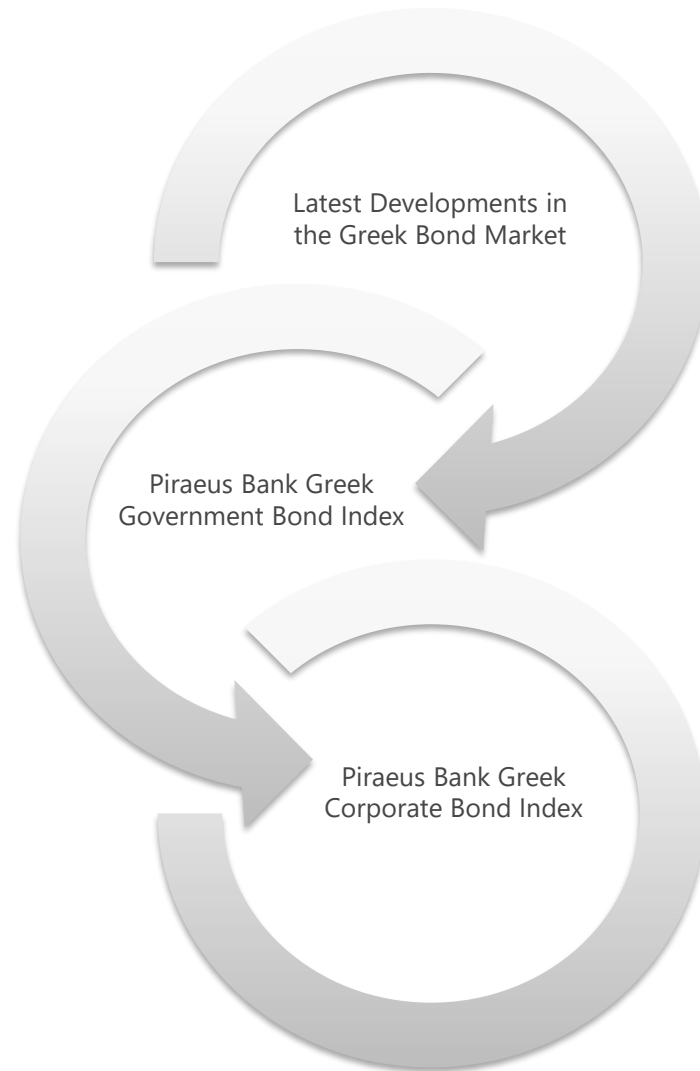 Latest Developments in
the Greek Bond Market
Piraeus Bank Greek
Government Bond Index
Piraeus Bank Greek
Corporate Bond Index